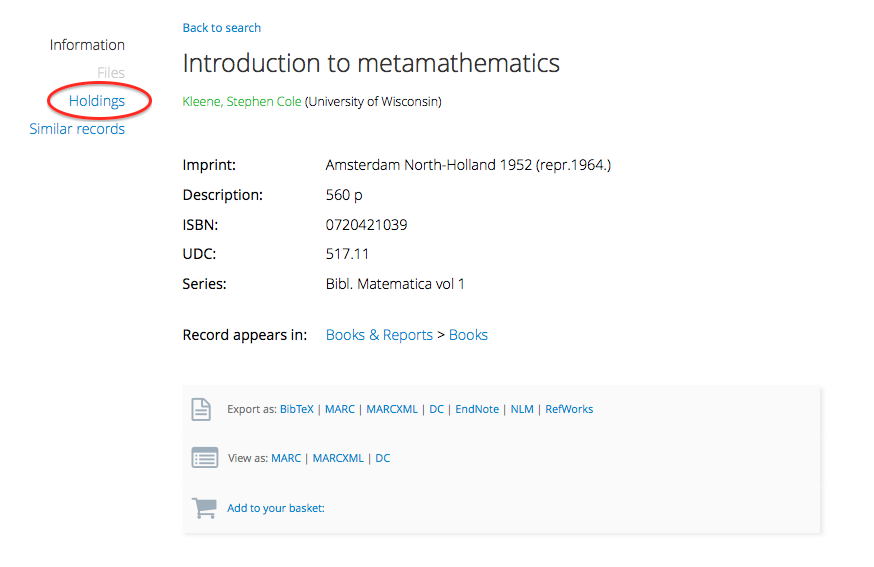 Back to search
Information
Introduction to metamathematics
Files
Holdings
Kleene, Stephen Cole (University of Wisconsin)
Similar records
Imprint: Amsterdam North-Holland 1952 (repr.1964.)
Description: 560 p
ISBN: 0720421039
UDC: 517.11
Series: Bibl. Matematica vol 1
Record appears in: Books & Reports > Books
Export as: BibTeX | MARC | MARCXML | DC | EndNote | NLM | RefWorks
View as: MARC | MARCXML | DC
Add to your basket: